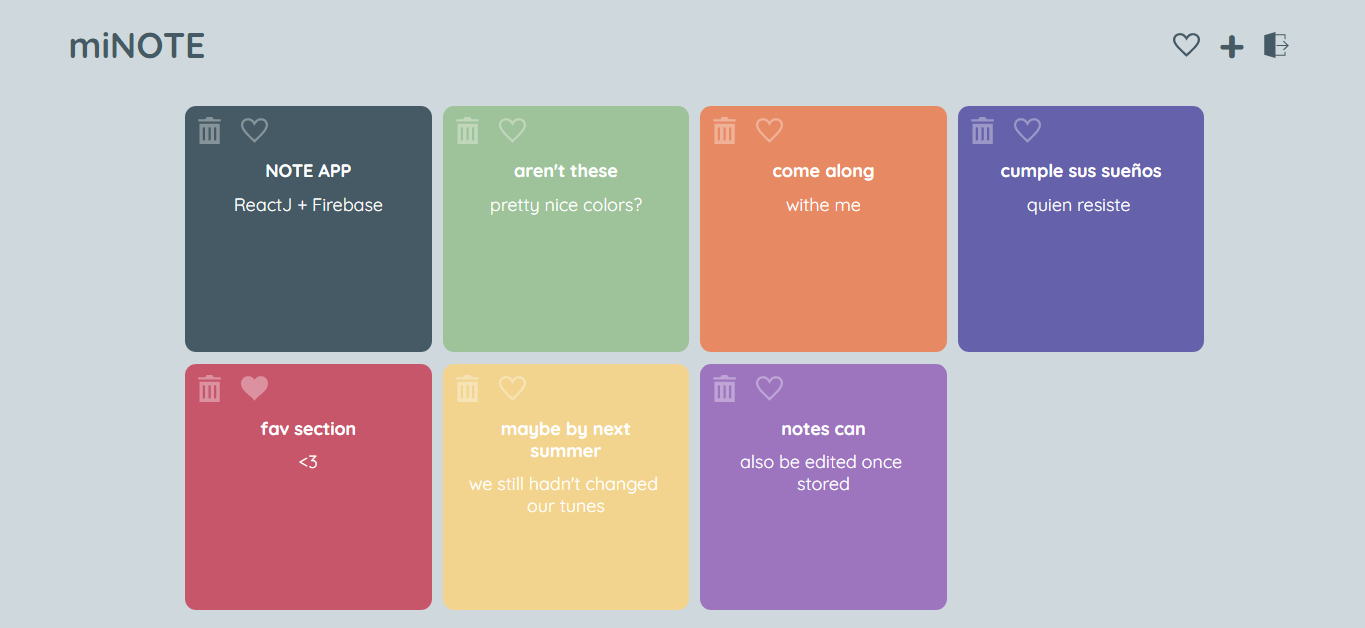 miNOTE
NOTE APP
ReactJ + Firebase
aren't these
pretty nice colors?
come along
withe me
cumple sus sueños
quien resiste
fav section
<3
maybe by next
summer
we still hadn't changed
our tunes
notes can
also be edited once
stored